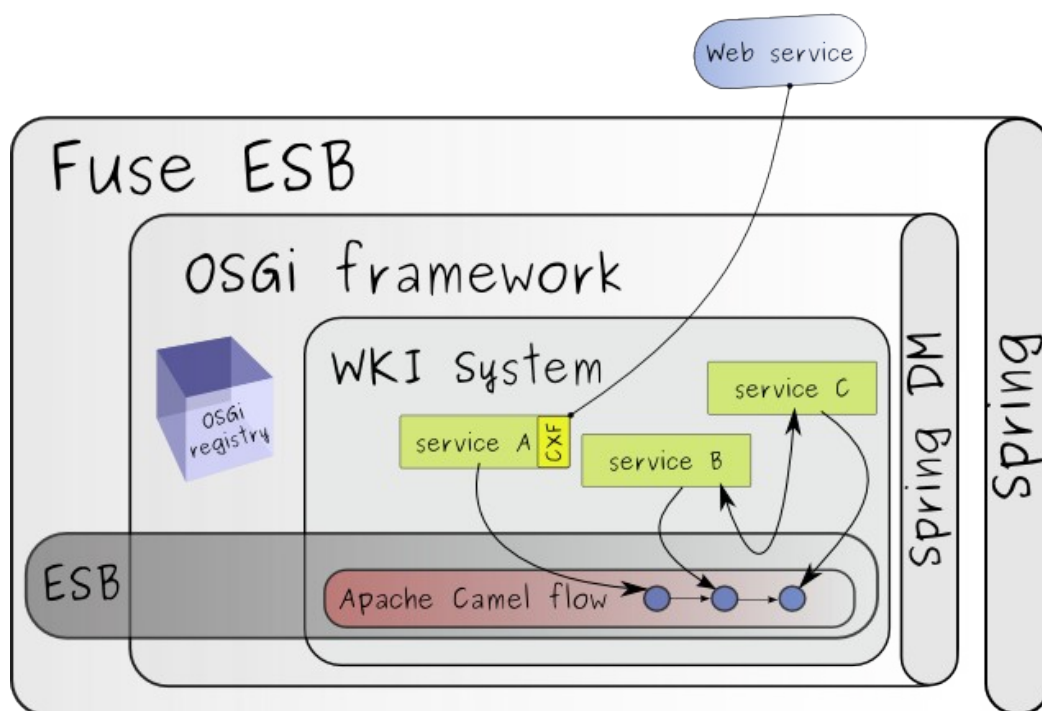 Web service
Fuse ESB
OSGi framework
WKI System
OSGi
registry
service A
CXF
service B
service C
Spring DM
Spring
ESB
Apache Camel flow